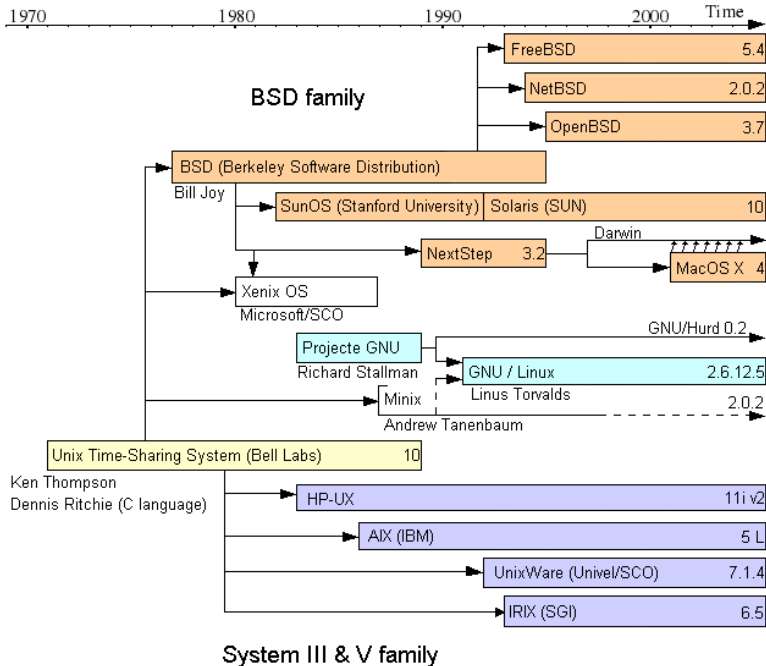 1970 1980 1990 2000 Time
FreeBSD 5.4
BSD family
NetBSD 2.0.2
OpenBSD 3.7
BSD (Berkeley Software Distribution)
Bill Joy
SunOS (Stanford University) Solaris (SUN) 10
Darwin
NextStep 3.2
MacOS X 4
Xenix OS
Microsoft/SCO
GNU/Hurd 0.2
Projecte GNU
Richard Stallman
GNU / Linux 2.6.12.5
Linus Torvalds
Minix 2.0.2
Andrew Tanenbaum
Unix Time-Sharing System (Bell Labs) 10
Ken Thompson
Dennis Ritchie (C language)
HP-UX 11i v2
AIX (IBM) 5 L
UnixWare (Univel/SCO) 7.1.4
IRIX (SGI) 6.5
System III & V family